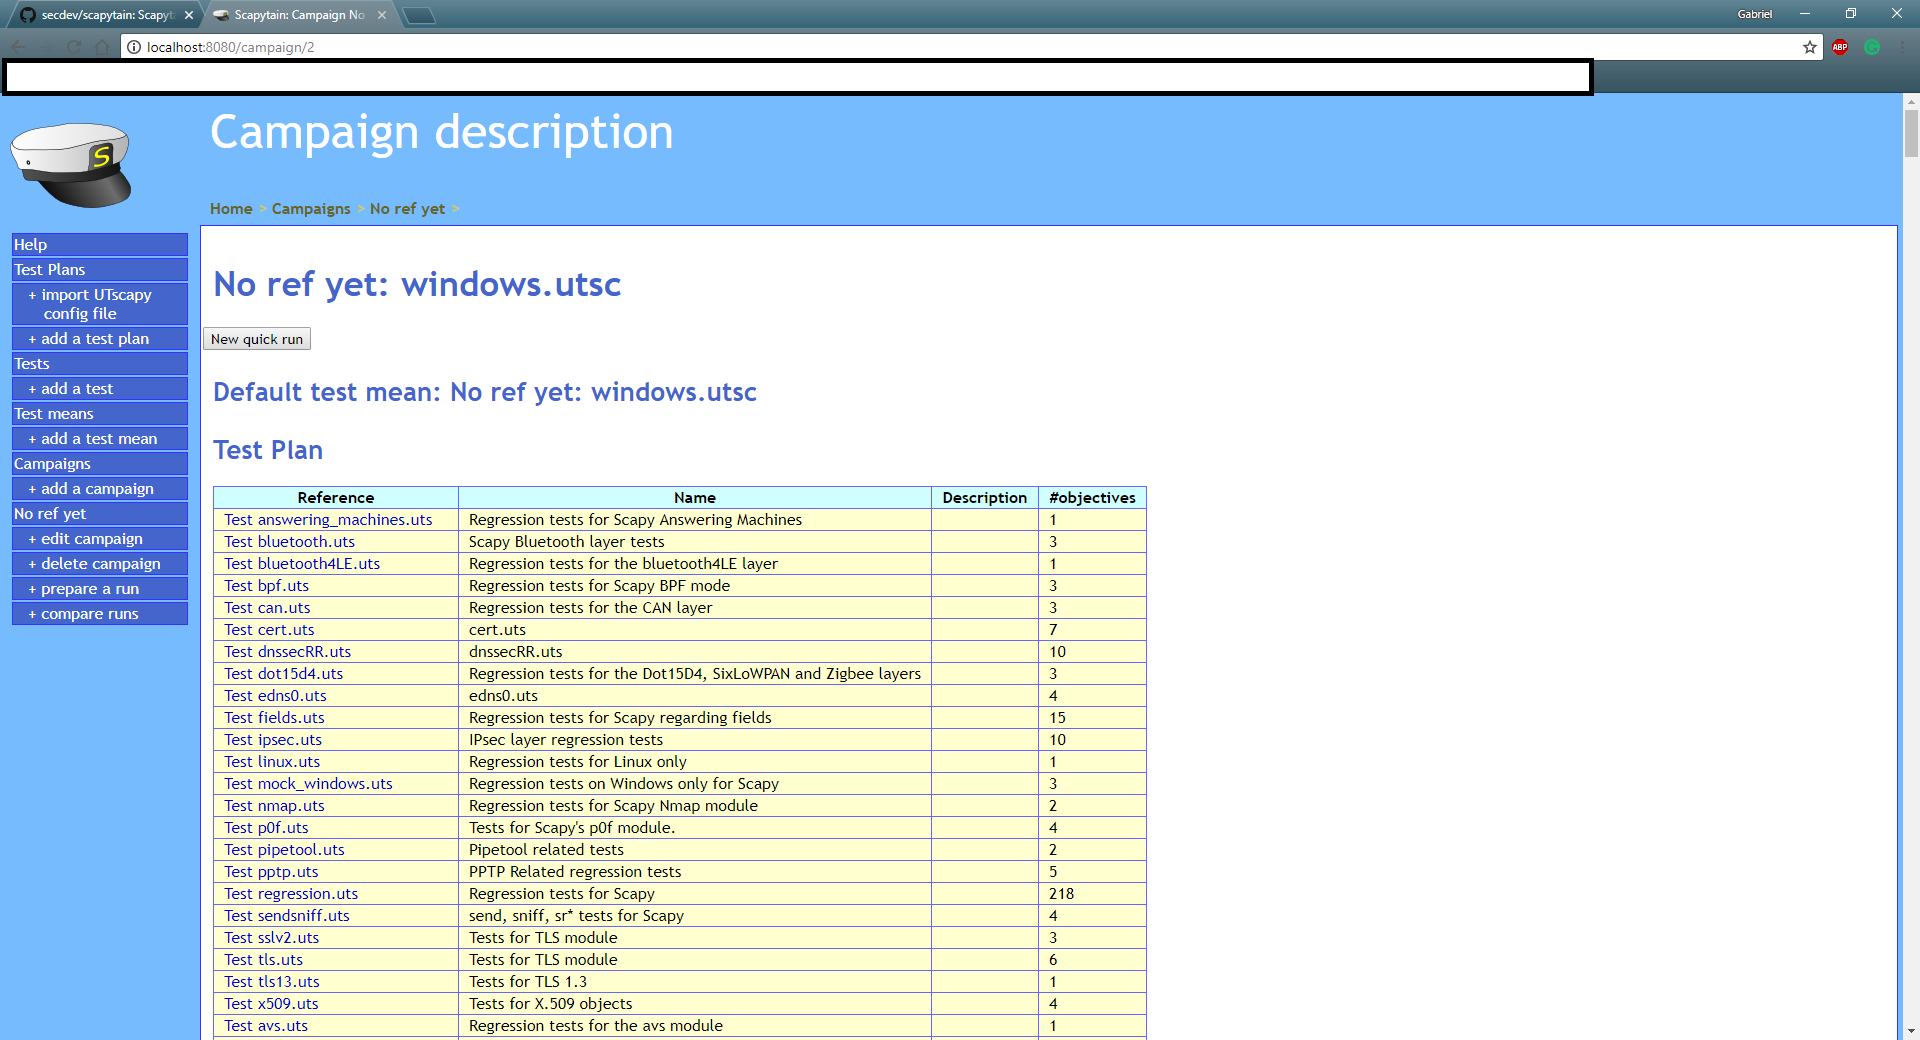 secdev/scapytain: Scapyt
Scapytain: Campaign No
Gabriel
localhost:8080/campaign/2
ABP
S
Campaign description
Home > Campaigns > No ref yet >
Help
Test Plans
+ import UTscapy
config file
+ add a test plan
Tests
+ add a test
Test means
+ add a test mean
Campaigns
+ add a campaign
No ref yet
+ edit campaign
+ delete campaign
+ prepare a run
+ compare runs
No ref yet: windows.utsc
New quick run
Default test mean: No ref yet: windows.utsc
Test Plan
Reference Name Description #objectives
Test answering_machines.uts Regression tests for Scapy Answering Machines 1
Test bluetooth.uts Scapy Bluetooth layer tests 3
Test bluetooth4LE.uts Regression tests for the bluetooth4LE layer 1
Test bpf.uts Regression tests for Scapy BPF mode 3
Test can.uts Regression tests for the CAN layer 3
Test cert.uts cert.uts 7
Test dnssecRR.uts dnssecRR.uts 10
Test dot15d4.uts Regression tests for the Dot15D4, SixLoWPAN and Zigbee layers 3
Test edns0.uts edns0.uts 4
Test fields.uts Regression tests for Scapy regarding fields 15
Test ipsec.uts IPsec layer regression tests 10
Test linux.uts Regression tests for Linux only 1
Test mock_windows.uts Regression tests on Windows only for Scapy 3
Test nmap.uts Regression tests for Scapy Nmap module 2
Test p0f.uts Tests for Scapy's p0f module. 4
Test pipetool.uts Pipetool related tests 2
Test pptp.uts PPTP Related regression tests 5
Test regression.uts Regression tests for Scapy 218
Test sendsniff.uts send, sniff, sr* tests for Scapy 4
Test sslv2.uts Tests for TLS module 3
Test tls.uts Tests for TLS module 6
Test tls13.uts Tests for TLS 1.3 1
Test x509.uts Tests for X.509 objects 4
Test avs.uts Regression tests for the avs module 1